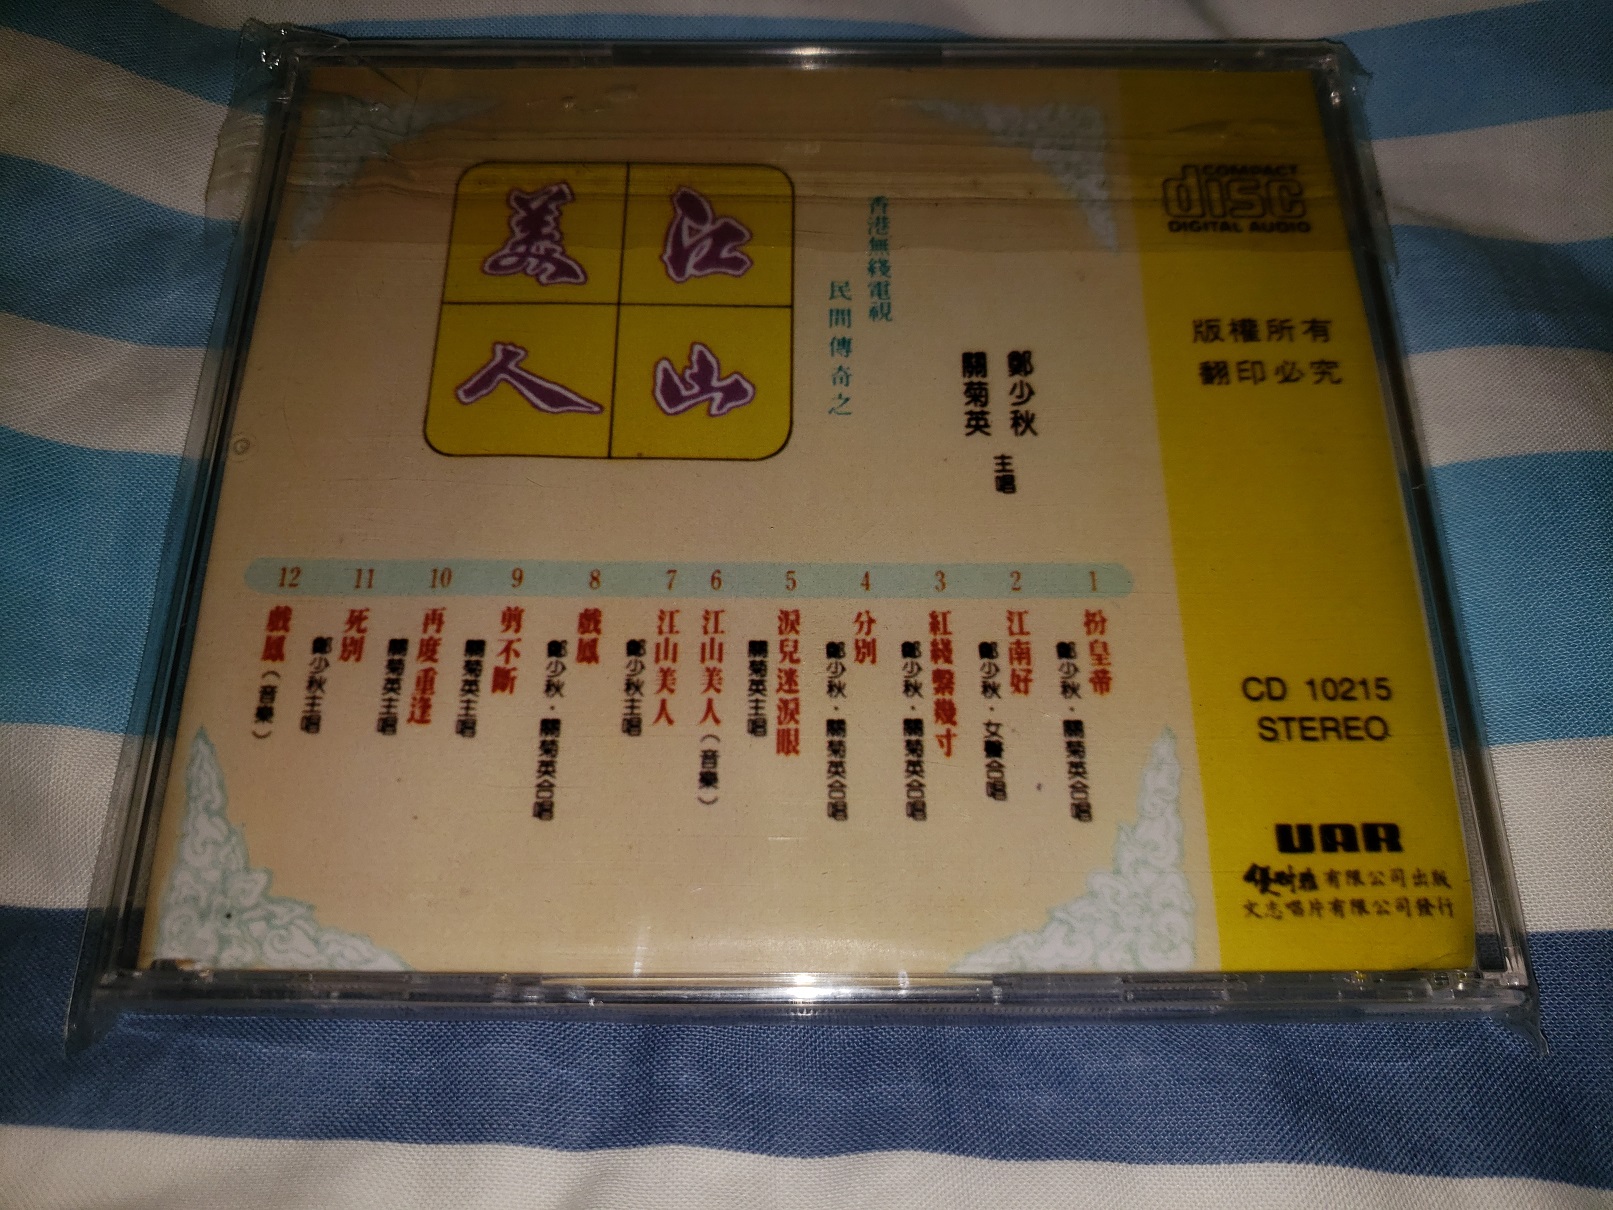 江山
美人
香港無綫電視
民間傳奇之
鄭少秋
關菊英
主唱
COMPACT
disc
DIGITAL AUDIO
版權所有
翻印必究
1
扮皇帝
鄭少秋·關菊英合唱
2
江南好
鄭少秋·女聲合唱
3
紅綫繫幾寸
鄭少秋·關菊英合唱
4
分別
鄭少秋·關菊英合唱
5
淚兒迷淚眼
關菊英主唱
6
江山美人（音樂）
7
江山美人
鄭少秋主唱
8
戲鳳
鄭少秋·關菊英合唱
9
剪不斷
關菊英主唱
10
再度重逢
關菊英主唱
11
死別
鄭少秋主唱
12
戲鳳（音樂）
CD 10215
STEREO
UAR
有限公司出版
文志唱片有限公司發行